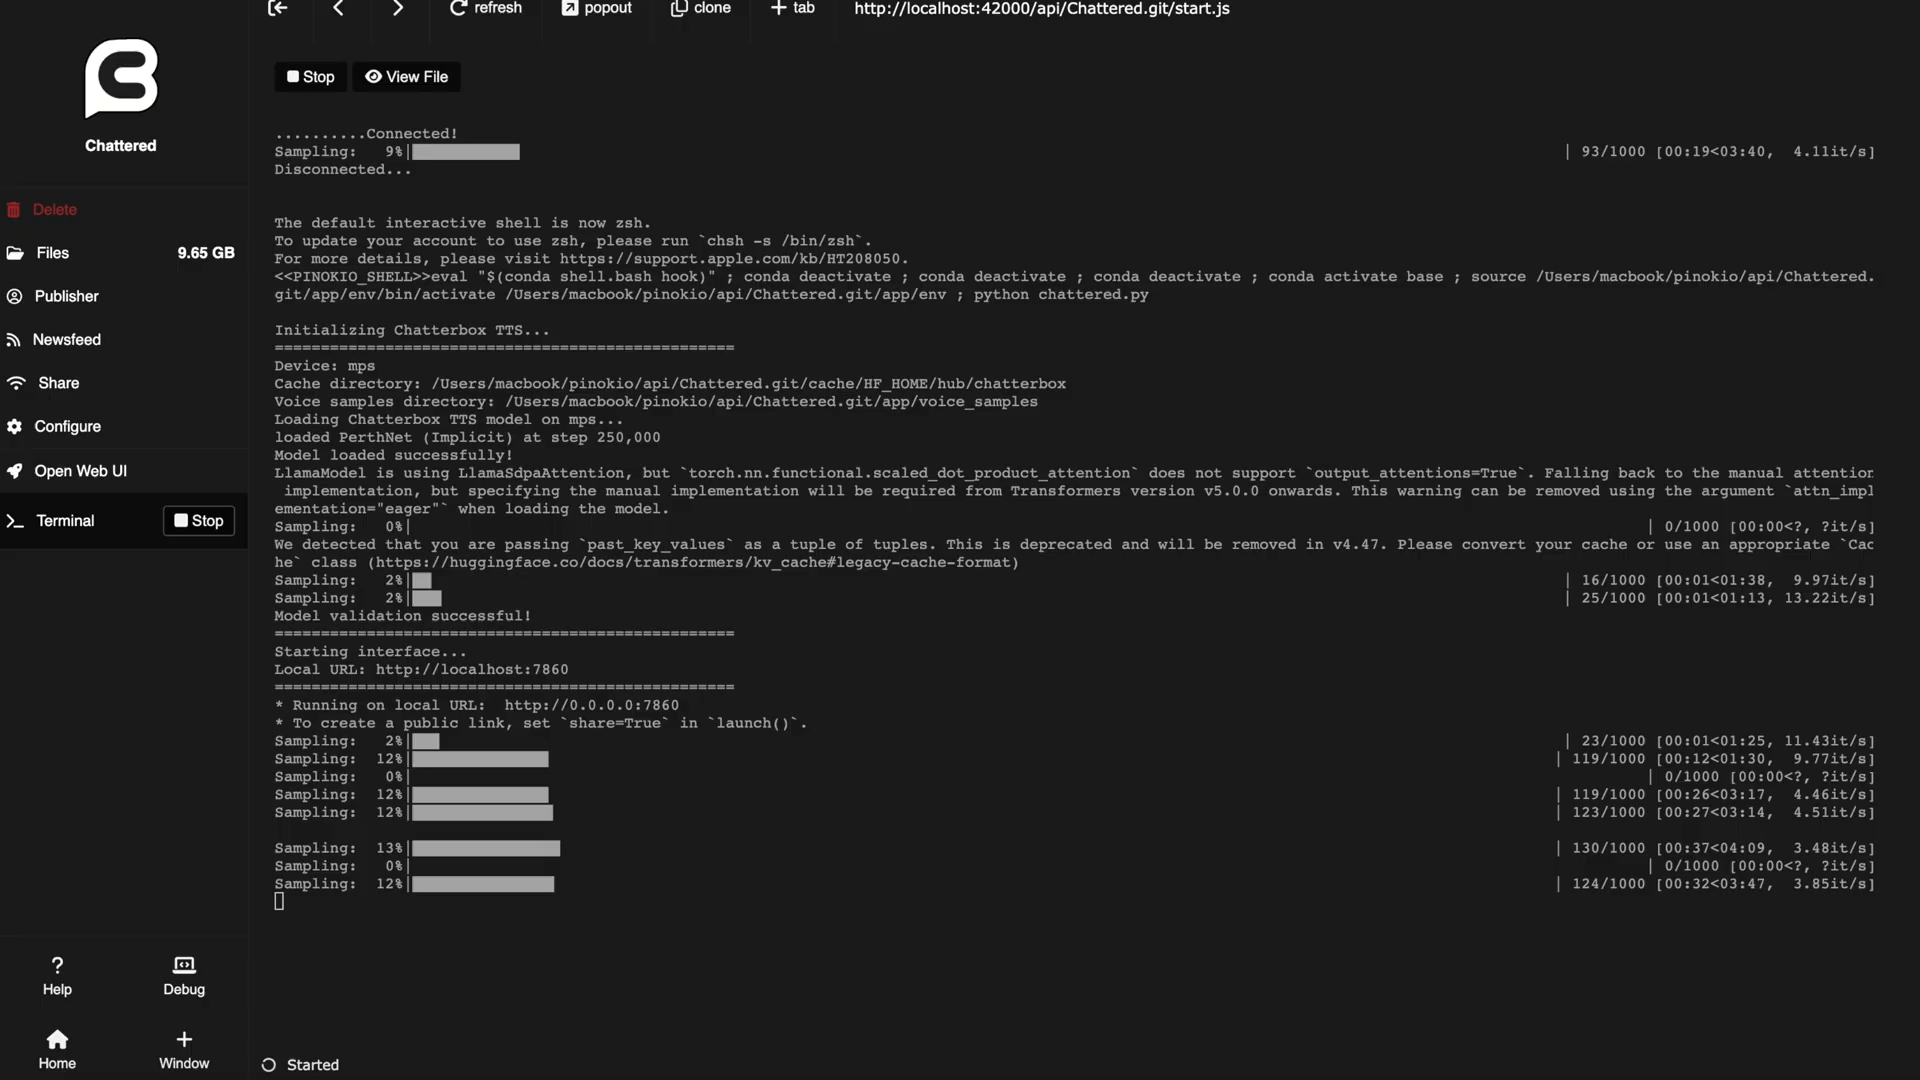 refresh popout clone tab http://localhost:42000/api/Chattered.git/start.js
Chattered
Delete
Files 9.65 GB
Publisher
Newsfeed
Share
Configure
Open Web UI
Terminal Stop
Help Debug
Home Window
Stop View File
..........Connected!
Sampling: 9%| | 93/1000 [00:19<03:40, 4.11it/s]
Disconnected...
The default interactive shell is now zsh.
To update your account to use zsh, please run `chsh -s /bin/zsh`.
For more details, please visit https://support.apple.com/kb/HT208050.
<<PINOKIO_SHELL>>eval "$(conda shell.bash hook)" ; conda deactivate ; conda deactivate ; conda deactivate ; conda activate base ; source /Users/macbook/pinokio/api/Chattered.
git/app/env/bin/activate /Users/macbook/pinokio/api/Chattered.git/app/env ; python chattered.py
Initializing Chatterbox TTS...
==================================================
Device: mps
Cache directory: /Users/macbook/pinokio/api/Chattered.git/cache/HF_HOME/hub/chatterbox
Voice samples directory: /Users/macbook/pinokio/api/Chattered.git/app/voice_samples
Loading Chatterbox TTS model on mps...
loaded PerthNet (Implicit) at step 250,000
Model loaded successfully!
LlamaModel is using LlamaSdpaAttention, but `torch.nn.functional.scaled_dot_product_attention` does not support `output_attentions=True`. Falling back to the manual attention
implementation, but specifying the manual implementation will be required from Transformers version v5.0.0 onwards. This warning can be removed using the argument `attn_impl
ementation="eager"` when loading the model.
Sampling: 0%| | 0/1000 [00:00<?, ?it/s]
We detected that you are passing `past_key_values` as a tuple of tuples. This is deprecated and will be removed in v4.47. Please convert your cache or use an appropriate `Cac
he` class (https://huggingface.co/docs/transformers/kv_cache#legacy-cache-format)
Sampling: 2%| | 16/1000 [00:01<01:38, 9.97it/s]
Sampling: 2%| | 25/1000 [00:01<01:13, 13.22it/s]
Model validation successful!
==================================================
Starting interface...
Local URL: http://localhost:7860
==================================================
* Running on local URL: http://0.0.0.0:7860
* To create a public link, set `share=True` in `launch()`.
Sampling: 2%| | 23/1000 [00:01<01:25, 11.43it/s]
Sampling: 12%| | 119/1000 [00:12<01:30, 9.77it/s]
Sampling: 0%| | 0/1000 [00:00<?, ?it/s]
Sampling: 12%| | 119/1000 [00:26<03:17, 4.46it/s]
Sampling: 12%| | 123/1000 [00:27<03:14, 4.51it/s]
Sampling: 13%| | 130/1000 [00:37<04:09, 3.48it/s]
Sampling: 0%| | 0/1000 [00:00<?, ?it/s]
Sampling: 12%| | 124/1000 [00:32<03:47, 3.85it/s]
Started